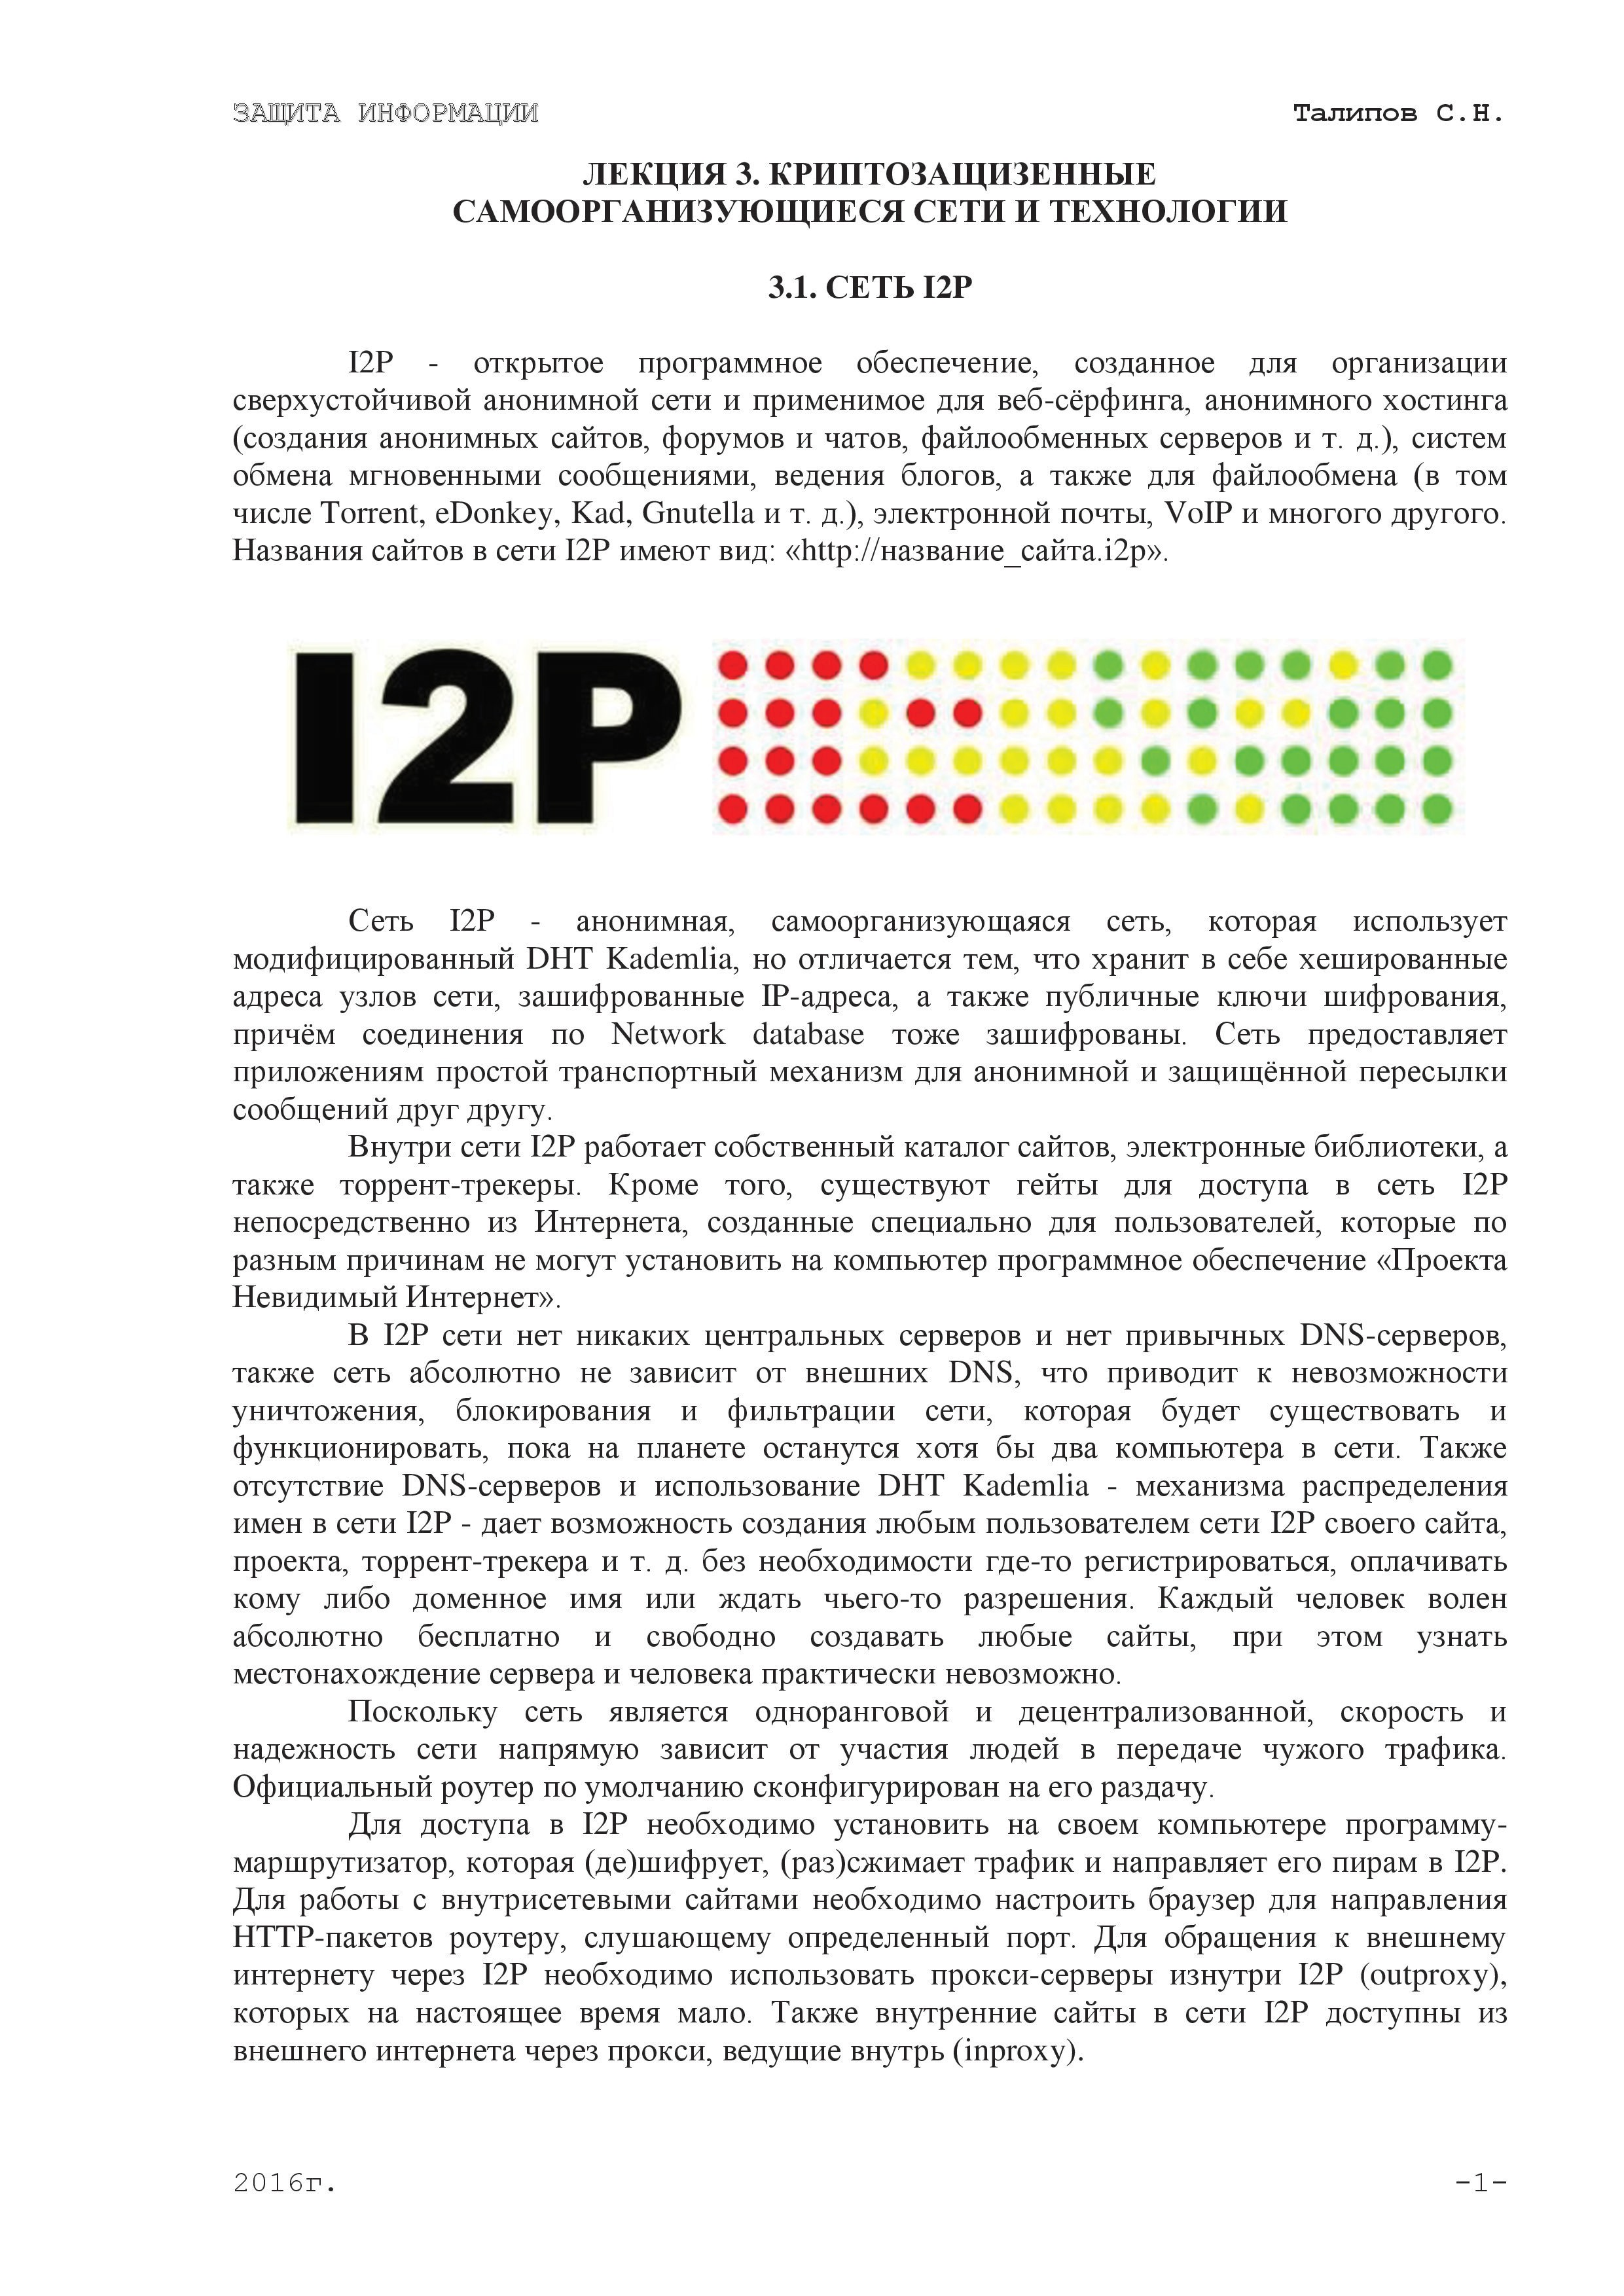 ЗАЩИТА ИНФОРМАЦИИ Талипов С.Н.
ЛЕКЦИЯ 3. КРИПТОЗАЩИЗЕННЫЕ
САМООРГАНИЗУЮЩИЕСЯ СЕТИ И ТЕХНОЛОГИИ
3.1. СЕТЬ I2P
I2P - открытое программное обеспечение, созданное для организации
сверхустойчивой анонимной сети и применимое для веб-сёрфинга, анонимного хостинга
(создания анонимных сайтов, форумов и чатов, файлообменных серверов и т. д.), систем
обмена мгновенными сообщениями, ведения блогов, а также для файлообмена (в том
числе Torrent, eDonkey, Kad, Gnutella и т. д.), электронной почты, VoIP и многого другого.
Названия сайтов в сети I2P имеют вид: «http://название_сайта.i2p».
I2P
Сеть I2P - анонимная, самоорганизующаяся сеть, которая использует
модифицированный DHT Kademlia, но отличается тем, что хранит в себе хешированные
адреса узлов сети, зашифрованные IP-адреса, а также публичные ключи шифрования,
причём соединения по Network database тоже зашифрованы. Сеть предоставляет
приложениям простой транспортный механизм для анонимной и защищённой пересылки
сообщений друг другу.
Внутри сети I2P работает собственный каталог сайтов, электронные библиотеки, а
также торрент-трекеры. Кроме того, существуют гейты для доступа в сеть I2P
непосредственно из Интернета, созданные специально для пользователей, которые по
разным причинам не могут установить на компьютер программное обеспечение «Проекта
Невидимый Интернет».
В I2P сети нет никаких центральных серверов и нет привычных DNS-серверов,
также сеть абсолютно не зависит от внешних DNS, что приводит к невозможности
уничтожения, блокирования и фильтрации сети, которая будет существовать и
функционировать, пока на планете останутся хотя бы два компьютера в сети. Также
отсутствие DNS-серверов и использование DHT Kademlia - механизма распределения
имен в сети I2P - дает возможность создания любым пользователем сети I2P своего сайта,
проекта, торрент-трекера и т. д. без необходимости где-то регистрироваться, оплачивать
кому либо доменное имя или ждать чьего-то разрешения. Каждый человек волен
абсолютно бесплатно и свободно создавать любые сайты, при этом узнать
местонахождение сервера и человека практически невозможно.
Поскольку сеть является одноранговой и децентрализованной, скорость и
надежность сети напрямую зависит от участия людей в передаче чужого трафика.
Официальный роутер по умолчанию сконфигурирован на его раздачу.
Для доступа в I2P необходимо установить на своем компьютере программу-
маршрутизатор, которая (де)шифрует, (раз)сжимает трафик и направляет его пирам в I2P.
Для работы с внутрисетевыми сайтами необходимо настроить браузер для направления
HTTP-пакетов роутеру, слушающему определенный порт. Для обращения к внешнему
интернету через I2P необходимо использовать прокси-серверы изнутри I2P (outproxy),
которых на настоящее время мало. Также внутренние сайты в сети I2P доступны из
внешнего интернета через прокси, ведущие внутрь (inproxy).
2016г. -1-